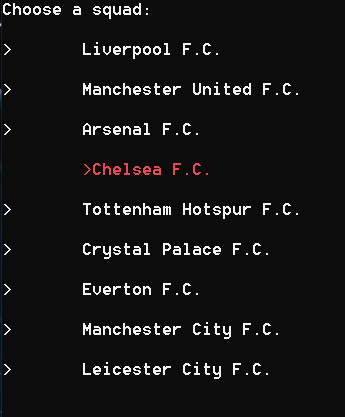 Choose a squad:
> Liverpool F.C.
> Manchester United F.C.
> Arsenal F.C.
>Chelsea F.C.
> Tottenham Hotspur F.C.
> Crystal Palace F.C.
> Everton F.C.
> Manchester City F.C.
> Leicester City F.C.